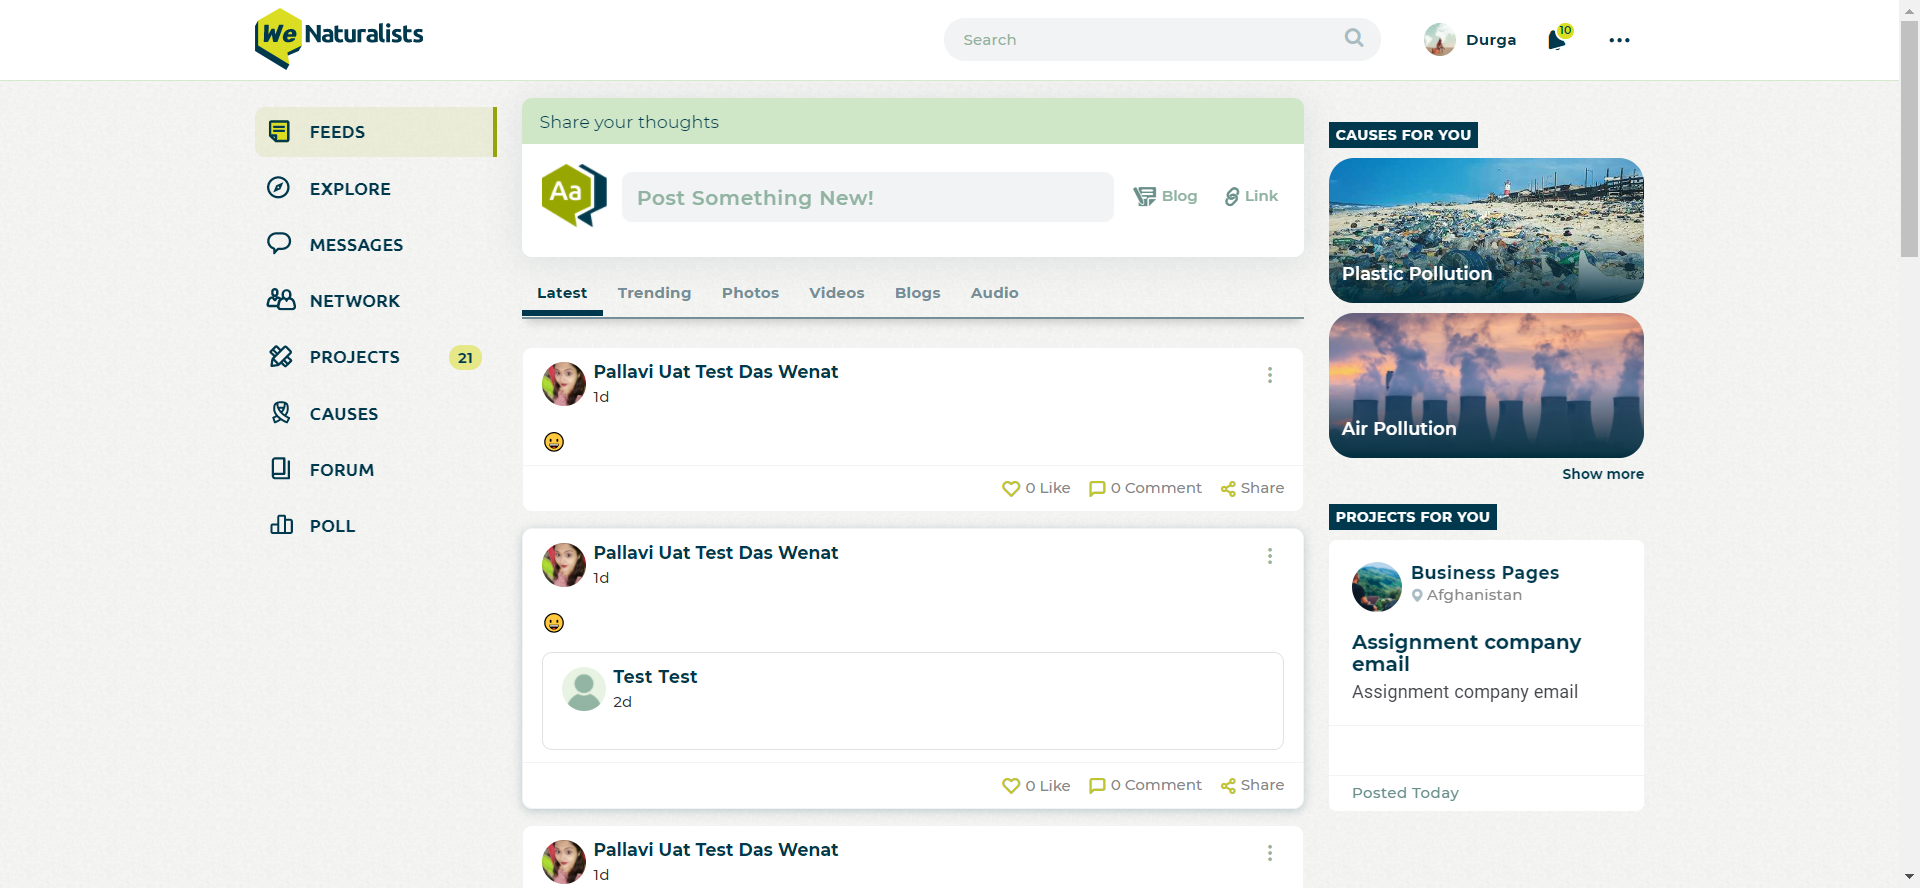 We Naturalists
Search
Durga
10
FEEDS
EXPLORE
MESSAGES
NETWORK
PROJECTS
21
CAUSES
FORUM
POLL
Share your thoughts
Aa
Post Something New!
Blog
Link
Latest
Trending
Photos
Videos
Blogs
Audio
Pallavi Uat Test Das Wenat
1d
0 Like
0 Comment
Share
Pallavi Uat Test Das Wenat
1d
Test Test
2d
0 Like
0 Comment
Share
Pallavi Uat Test Das Wenat
1d
CAUSES FOR YOU
Plastic Pollution
Air Pollution
Show more
PROJECTS FOR YOU
Business Pages
Afghanistan
Assignment company
email
Assignment company email
Posted Today